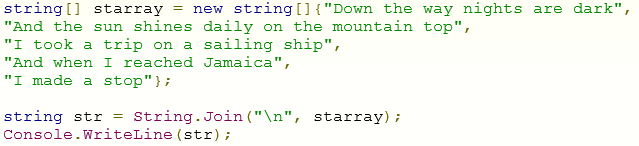 string[] starray = new string[]{"Down the way nights are dark",
"And the sun shines daily on the mountain top",
"I took a trip on a sailing ship",
"And when I reached Jamaica",
"I made a stop"};
string str = String.Join("\n", starray);
Console.WriteLine(str);